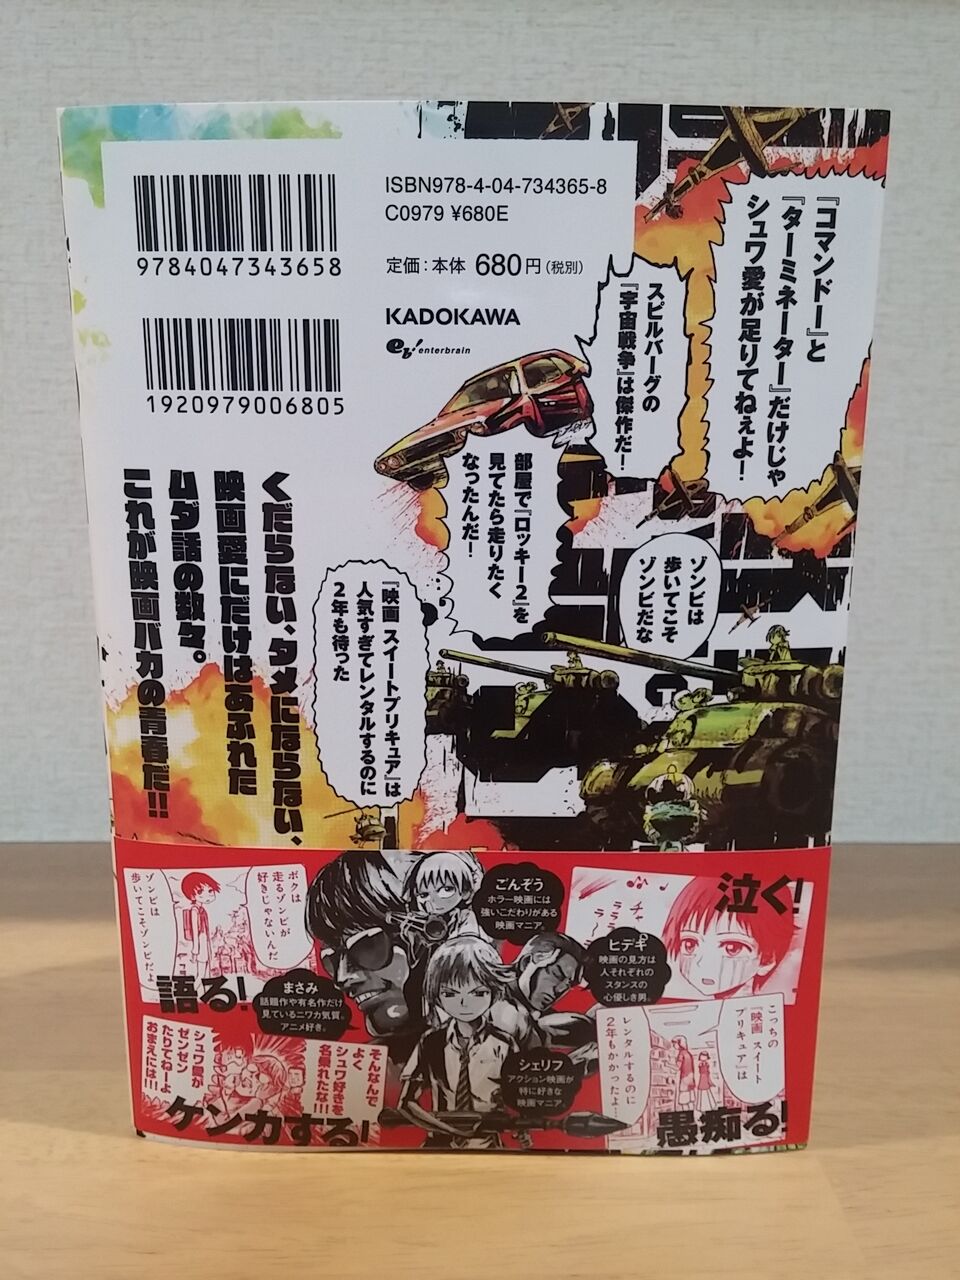 ISBN978-4-04-734365-8
C0979 ¥680E
9784047343658
定価：本体 680円（税別）
KADOKAWA
eb! enterbrain
1920979006805
『コマンドー』と
『ターミネーター』だけじゃ
シュワ愛が足りてねぇよ！
スピルバーグの
『宇宙戦争』は傑作だ！
部屋で『ロッキー2』を
見てたら走りたく
なったんだ！
ゾンビは
歩いてこそ
ゾンビだな
『映画 スイートプリキュア』は
人気すぎてレンタルするのに
2年も待った
くだらない、タメにならない、
映画愛にだけはあふれた
ムダ話の数々。
これが映画バカの青春だ!!
泣く!
チャ
ララ
ララ～
ヒデキ
映画の見方は
人それぞれの
スタンスの
心優しき男。
ごんぞう
ホラー映画には
強いこだわりがある
映画マニア。
ボクは
走るゾンビが
好きじゃないんだ
ゾンビは
歩いてこそゾンビだよ
語る!
まさみ
話題作や有名作だけ
見ているニワカ気質。
アニメ好き。
こっちの
『映画 スイート
プリキュア』は
レンタルするのに
2年もかかったよ!
愚痴る!
シェリフ
アクション映画が
特に好きな
映画マニア。
そんなんで
よく
シュワ好きを
名乗れたな!!!
シュワ愛が
ゼンゼン
たりてねーよ
おまえには!!!
ケンカする!